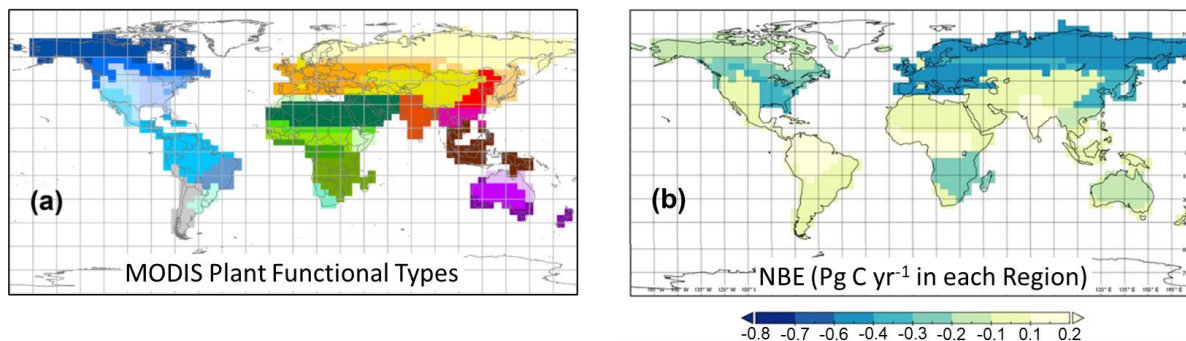 (a)
MODIS Plant Functional Types
(b)
NBE (Pg C yr⁻¹ in each Region)
-0.8 -0.7 -0.6 -0.4 -0.3 -0.2 -0.1 0.1 0.2